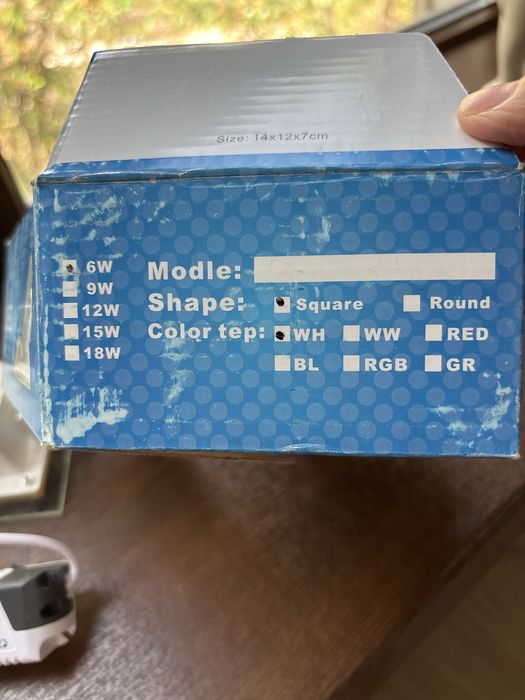 Size: 14x12x7cm
6W
9W
12W
15W
18W
Modle:
Shape: Square Round
Color tep: WH WW RED
BL RGB GR